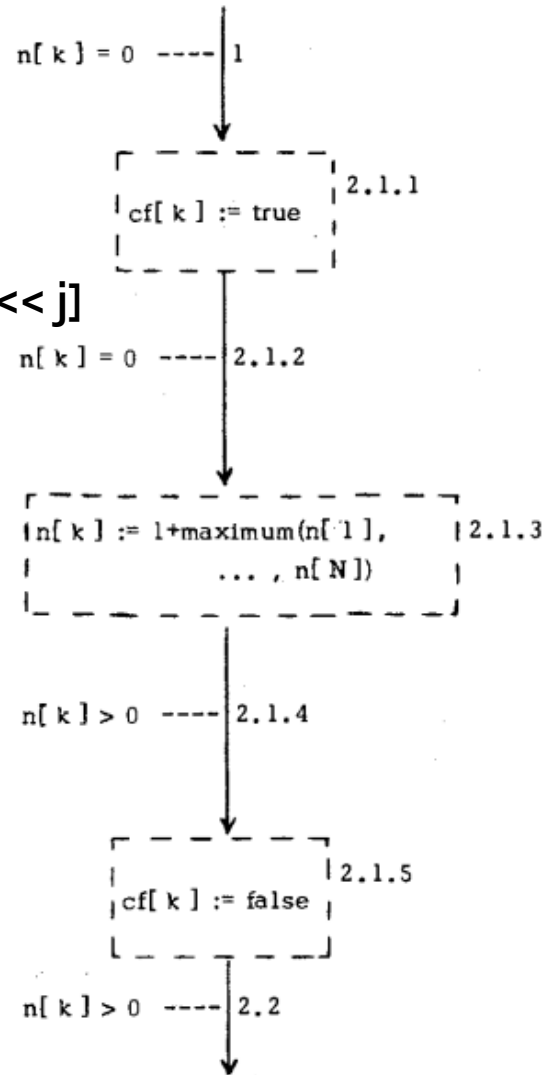 n[ k ] = 0 ---- 1
cf[ k ] := true
2.1.1
<< j]
n[ k ] = 0 ---- 2.1.2
n[ k ] := 1+maximum(n[ 1 ],
... , n[ N ])
2.1.3
n[ k ] > 0 ---- 2.1.4
cf[ k ] := false
2.1.5
n[ k ] > 0 ---- 2.2